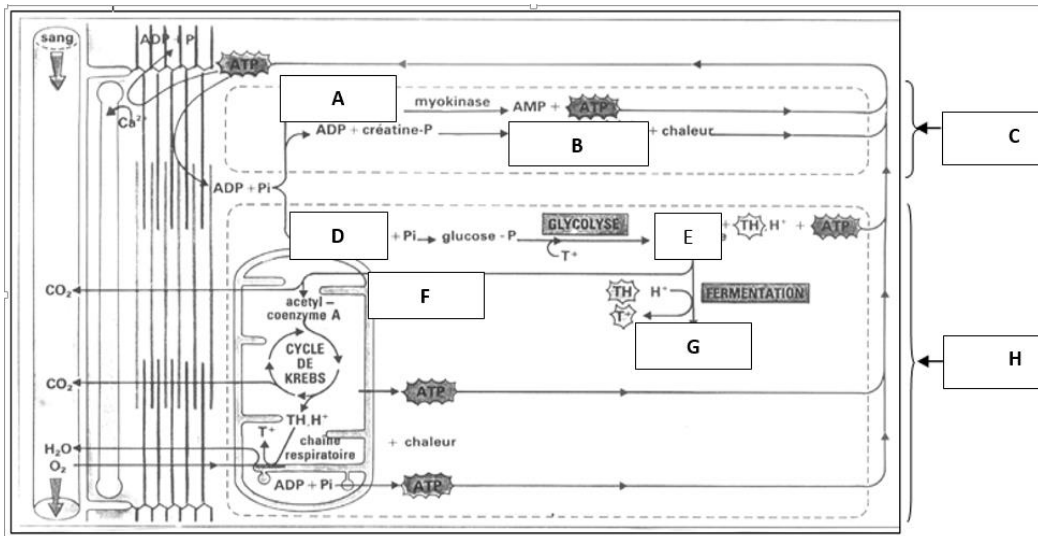 sang
ADP + P
ATP
Ca²⁺
A
myokinase
AMP + ATP
ADP + créatine-P
B
+ chaleur
C
ADP + Pi
D
+ Pi
glucose - P
GLYCOLYSE
T⁺
E
+ TH, H⁺ + ATP
F
TH H⁺
T⁺
FERMENTATION
G
CO₂
acetyl –
coenzyme A
CYCLE
DE
KREBS
CO₂
ATP
H
TH, H⁺
T⁺
chaîne
respiratoire
+ chaleur
H₂O
O₂
ADP + Pi
ATP